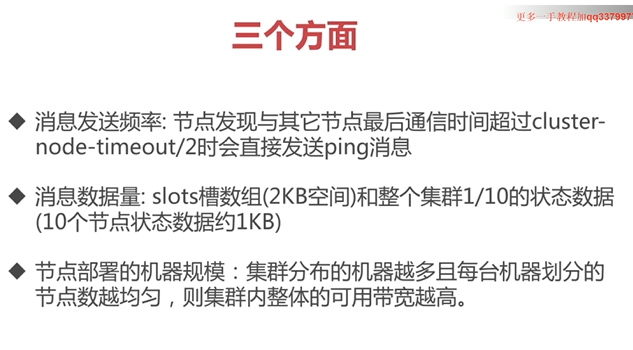 更多一手教程加qq337997
三个方面
◆ 消息发送频率: 节点发现与其它节点最后通信时间超过cluster-
node-timeout/2时会直接发送ping消息
◆ 消息数据量: slots槽数组(2KB空间)和整个集群1/10的状态数据
(10个节点状态数据约1KB)
◆ 节点部署的机器规模：集群分布的机器越多且每台机器划分的
节点数越均匀，则集群内整体的可用带宽越高。